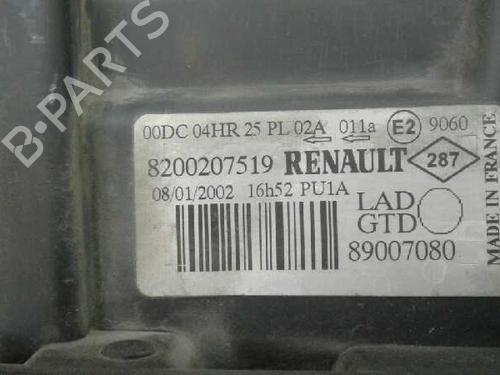 00DC 04HR 25 PL 02A 011a E2 9060
8200207519 RENAULT 287
08/01/2002 16h52 PU1A
LAD
GTD
89007080
MADE IN FRANCE
B-PARTS